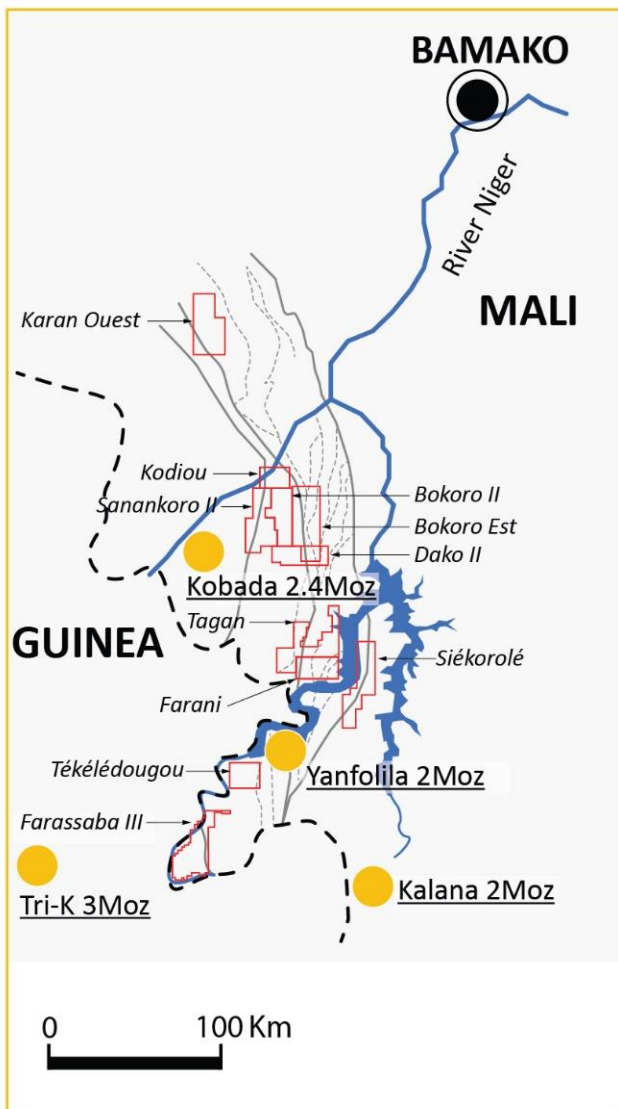 BAMAKO
River Niger
MALI
Karan Ouest
Kodiou
Bokoro II
Sanankoro II
Bokoro Est
Dako II
Kobada 2.4Moz
Tagan
GUINEA
Siékorolé
Farani
Tékélédougou
Yanfolila 2Moz
Farassaba III
Kalana 2Moz
Tri-K 3Moz
0 100 Km